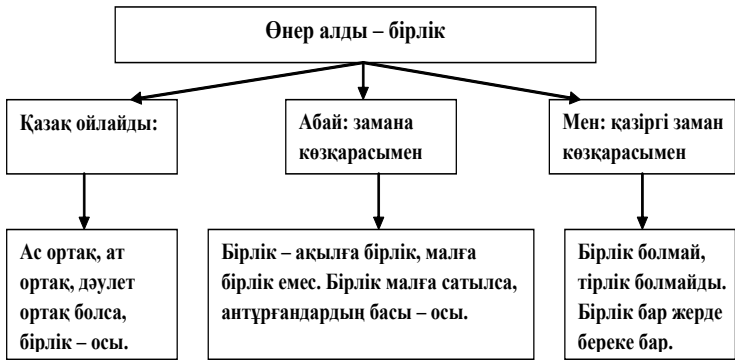 Өнер алды – бірлік
Қазақ ойлайды:
Абай: замана
көзқарасымен
Мен: қазіргі заман
көзқарасымен
Ас ортақ, ат
ортақ, дәулет
ортақ болса,
бірлік – осы.
Бірлік – ақылға бірлік, малға
бірлік емес. Бірлік малға сатылса,
антұрғандардың басы – осы.
Бірлік болмай,
тірлік болмайды.
Бірлік бар жерде
береке бар.